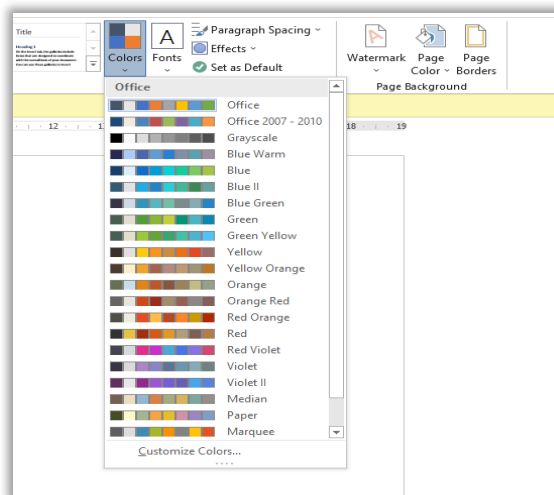 Title
Heading 1
Colors
Fonts
Paragraph Spacing
Effects
Set as Default
Watermark
Page Color
Page Borders
Page Background
12
18
19
Office
Office
Office 2007 - 2010
Grayscale
Blue Warm
Blue
Blue II
Blue Green
Green
Green Yellow
Yellow
Yellow Orange
Orange
Orange Red
Red Orange
Red
Red Violet
Violet
Violet II
Median
Paper
Marquee
Customize Colors...